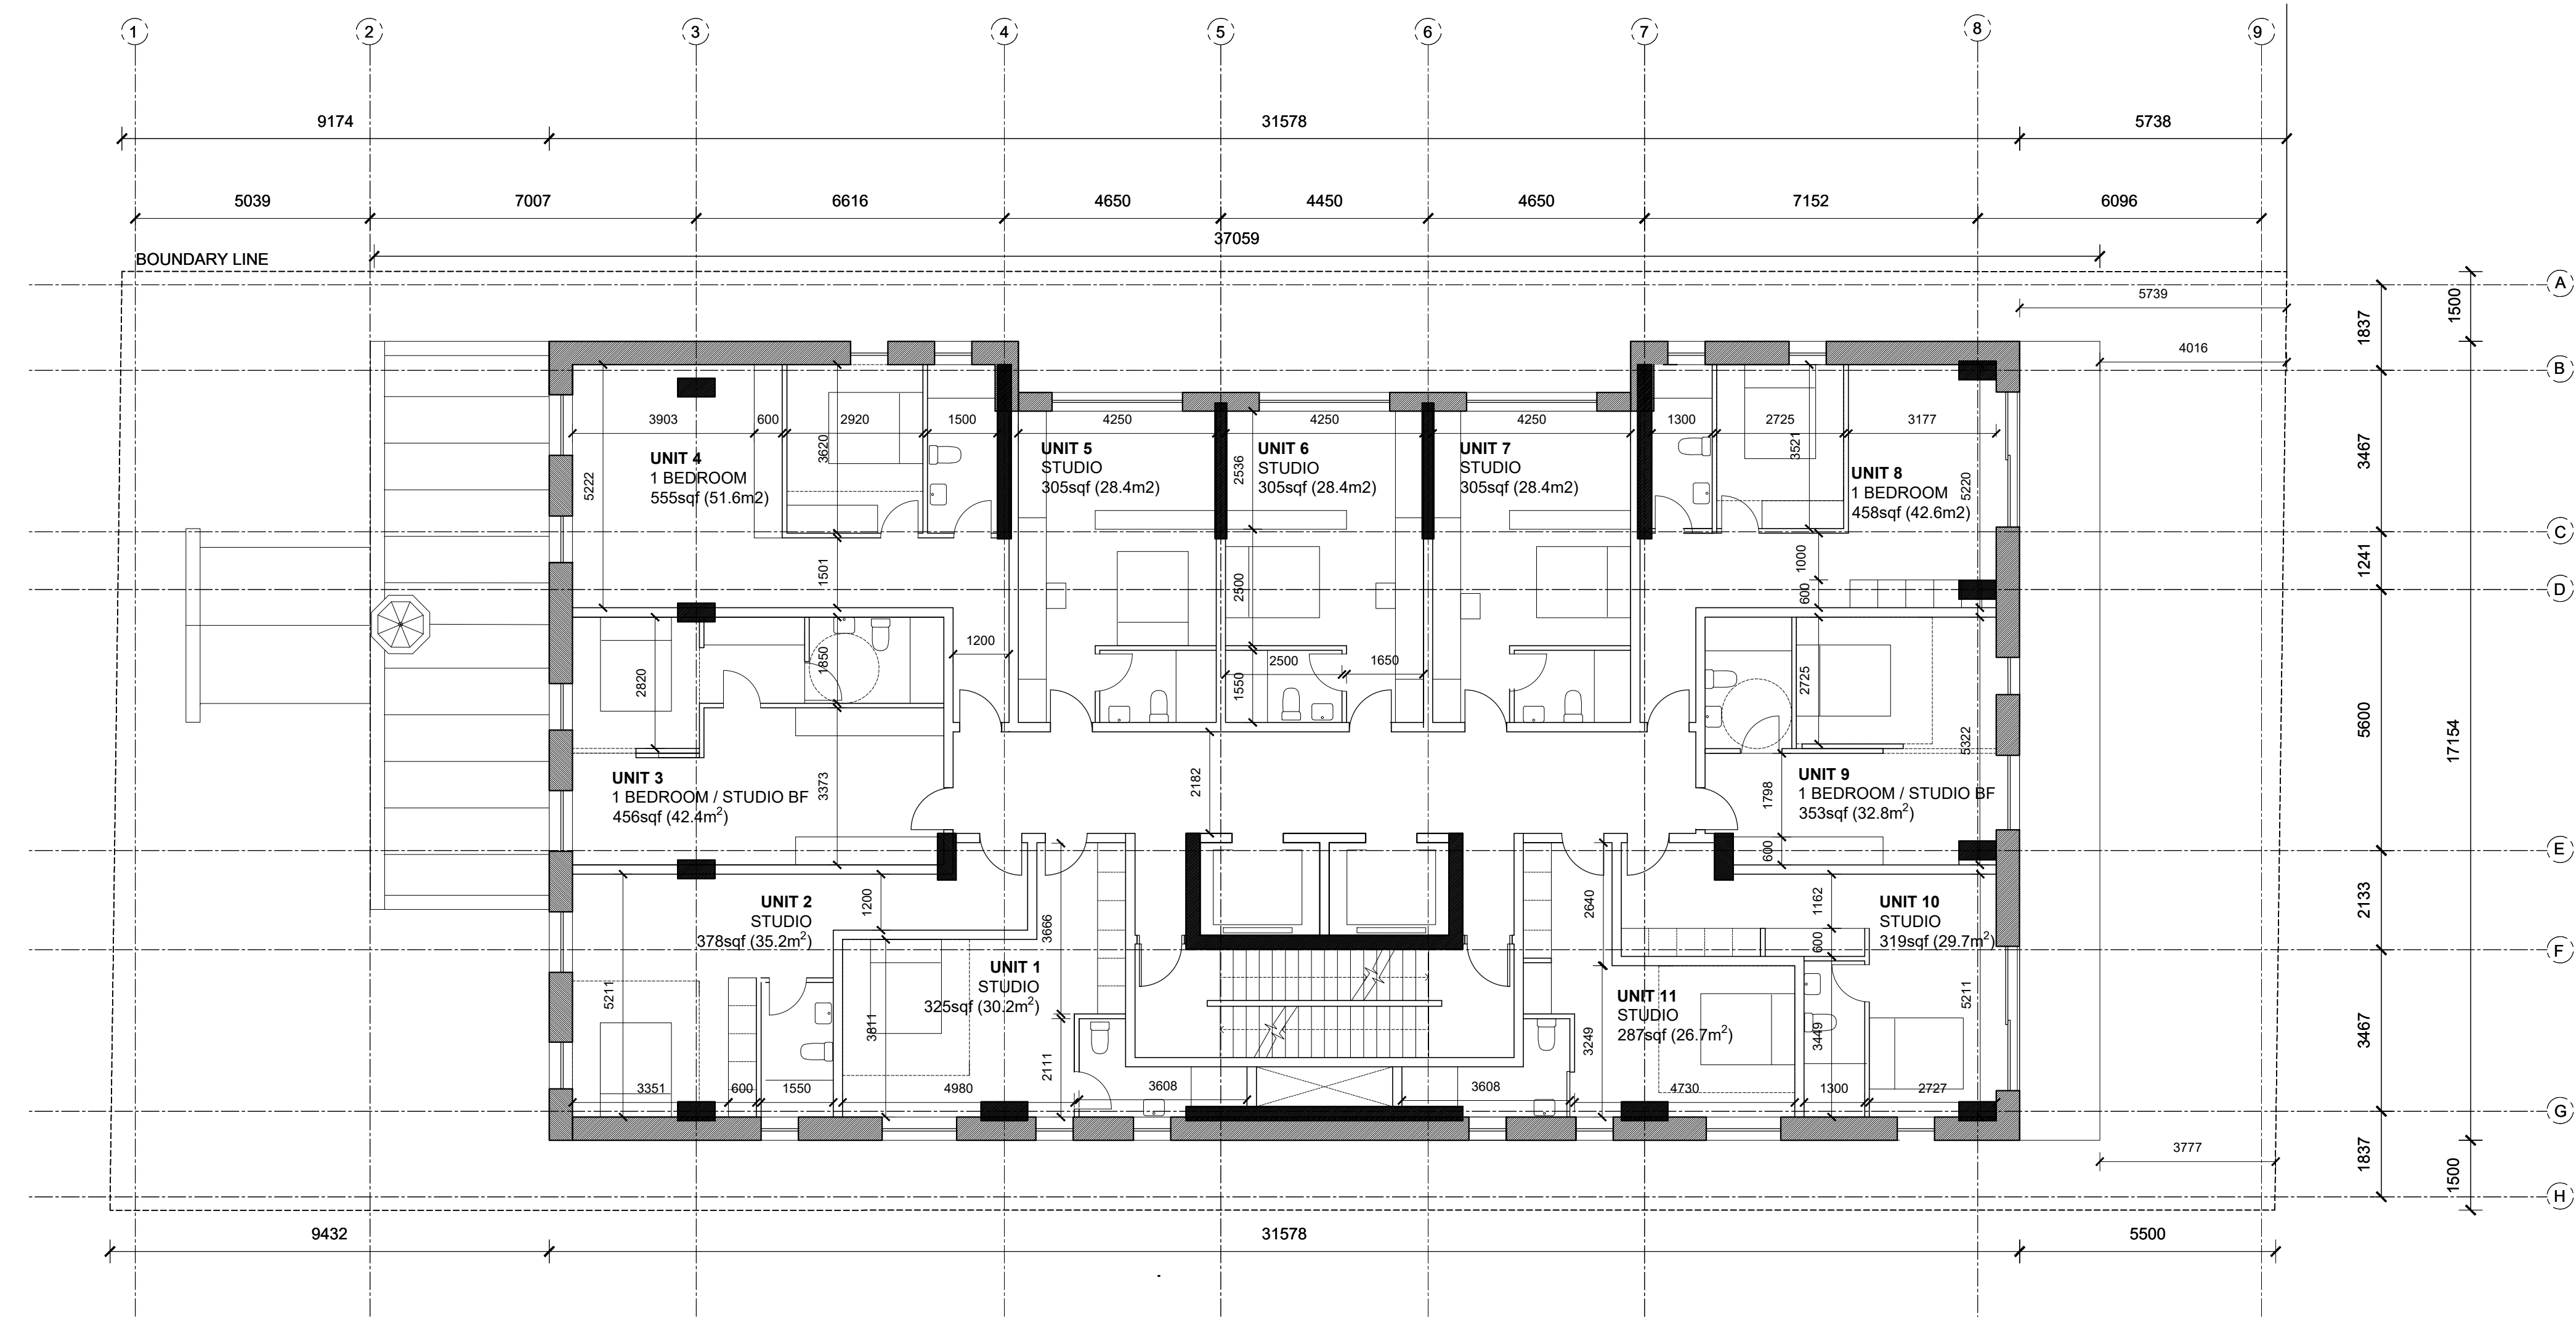 1 2 3 4 5 6 7 8 9
9174 31578 5738
5039 7007 6616 4650 4450 4650 7152 6096
37059
BOUNDARY LINE
A
5739
1500
1837
4016
B
3903 600 2920 1500 4250 4250 4250 1300 2725 3177
3620
3521
2536
3467
UNIT 4
1 BEDROOM
555sqf (51.6m2)
UNIT 5
STUDIO
305sqf (28.4m2)
UNIT 6
STUDIO
305sqf (28.4m2)
UNIT 7
STUDIO
305sqf (28.4m2)
UNIT 8
1 BEDROOM
458sqf (42.6m2)
5222
5220
C
1501
2500
1000
600
1241
D
1200
1850
2820
2500 1650
1550
2725
5322
5600
17154
2182
UNIT 3
1 BEDROOM / STUDIO BF
456sqf (42.4m²)
3373
UNIT 9
1 BEDROOM / STUDIO BF
353sqf (32.8m²)
1798
600
E
UNIT 2
STUDIO
378sqf (35.2m²)
1200
3666
2640
1162
600
UNIT 10
STUDIO
319sqf (29.7m²)
2133
F
UNIT 1
STUDIO
325sqf (30.2m²)
UNIT 11
STUDIO
287sqf (26.7m²)
5211
3811
2111
3249
3449
5211
3467
3351 600 1550 4980 3608 3608 4730 1300 2727
G
3777
1837
1500
H
9432 31578 5500